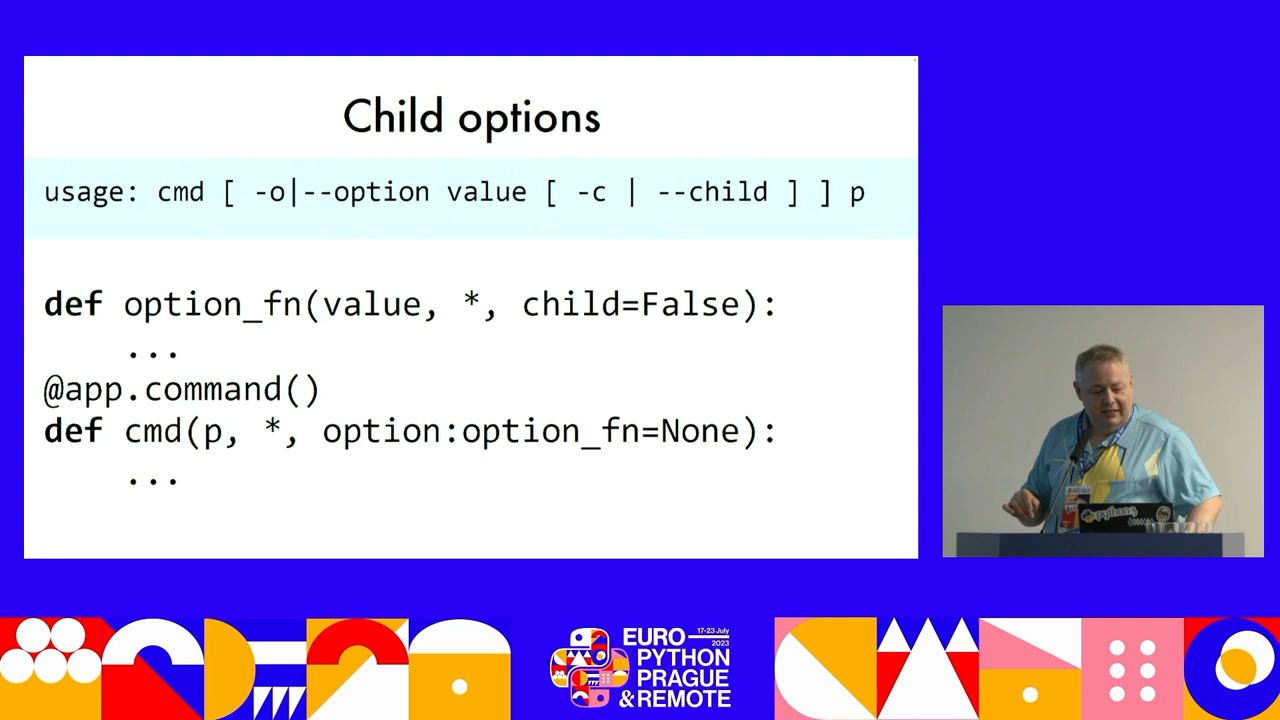 Child options
usage: cmd [ -o|--option value [ -c | --child ] ] p
def option_fn(value, *, child=False):
...
@app.command()
def cmd(p, *, option:option_fn=None):
...
python
17-23 July
2023
EURO
PYTHON
PRAGUE
&REMOTE